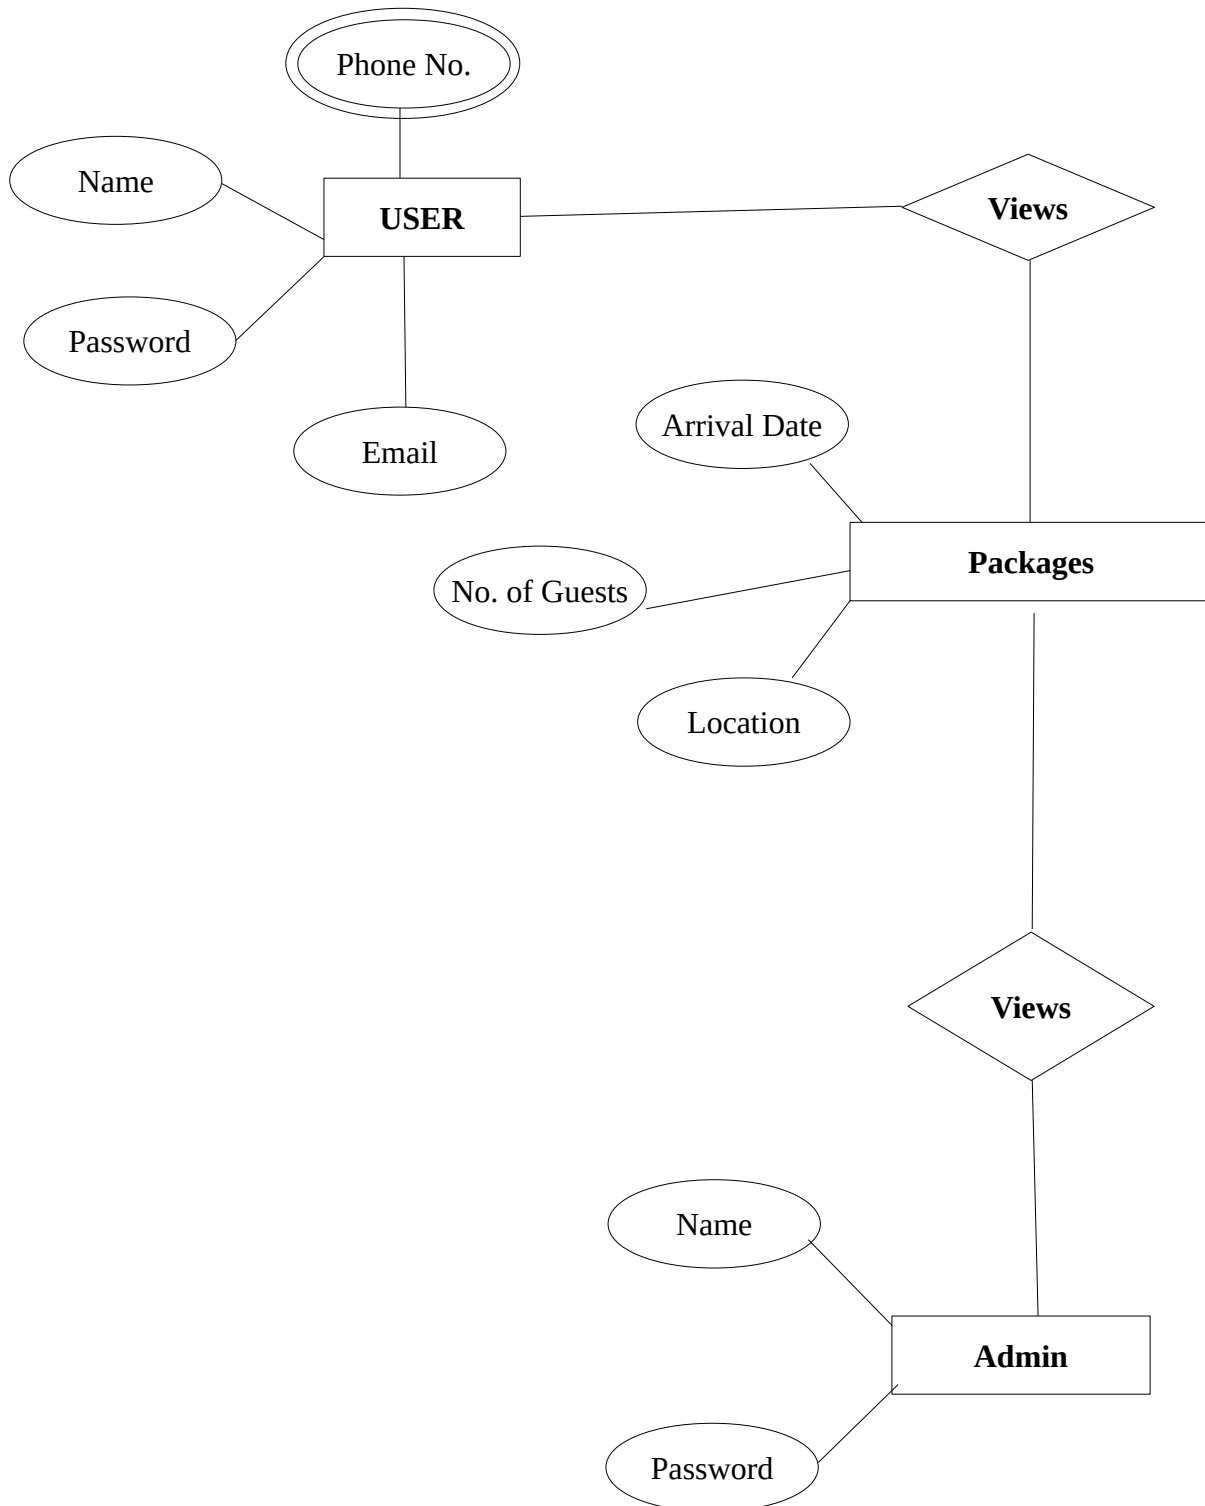 Phone No.
Name
USER
Views
Password
Arrival Date
Email
Packages
No. of Guests
Location
Views
Name
Admin
Password